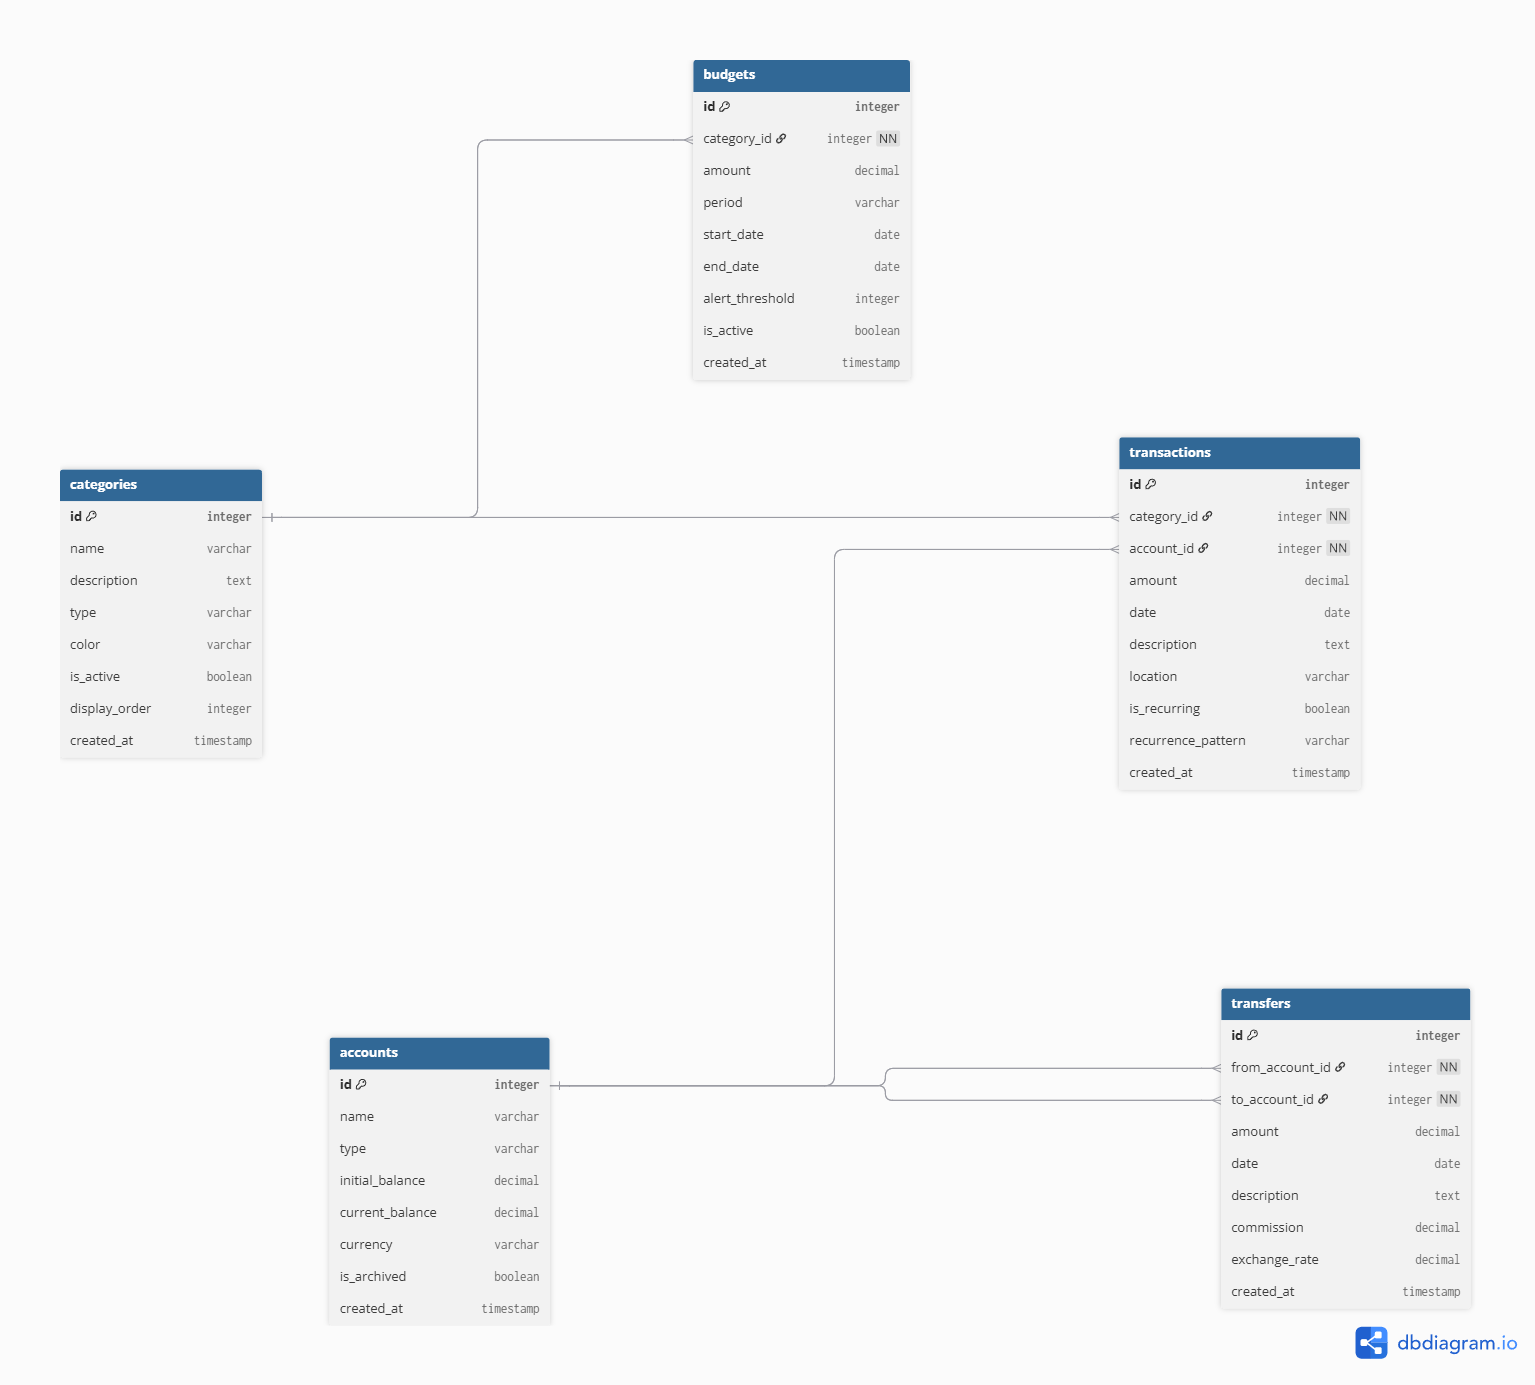 budgets
id integer
category_id integer NN
amount decimal
period varchar
start_date date
end_date date
alert_threshold integer
is_active boolean
created_at timestamp
transactions
id integer
category_id integer NN
account_id integer NN
amount decimal
date date
description text
location varchar
is_recurring boolean
recurrence_pattern varchar
created_at timestamp
categories
id integer
name varchar
description text
type varchar
color varchar
is_active boolean
display_order integer
created_at timestamp
transfers
id integer
from_account_id integer NN
to_account_id integer NN
amount decimal
date date
description text
commission decimal
exchange_rate decimal
created_at timestamp
accounts
id integer
name varchar
type varchar
initial_balance decimal
current_balance decimal
currency varchar
is_archived boolean
created_at timestamp
dbdiagram.io